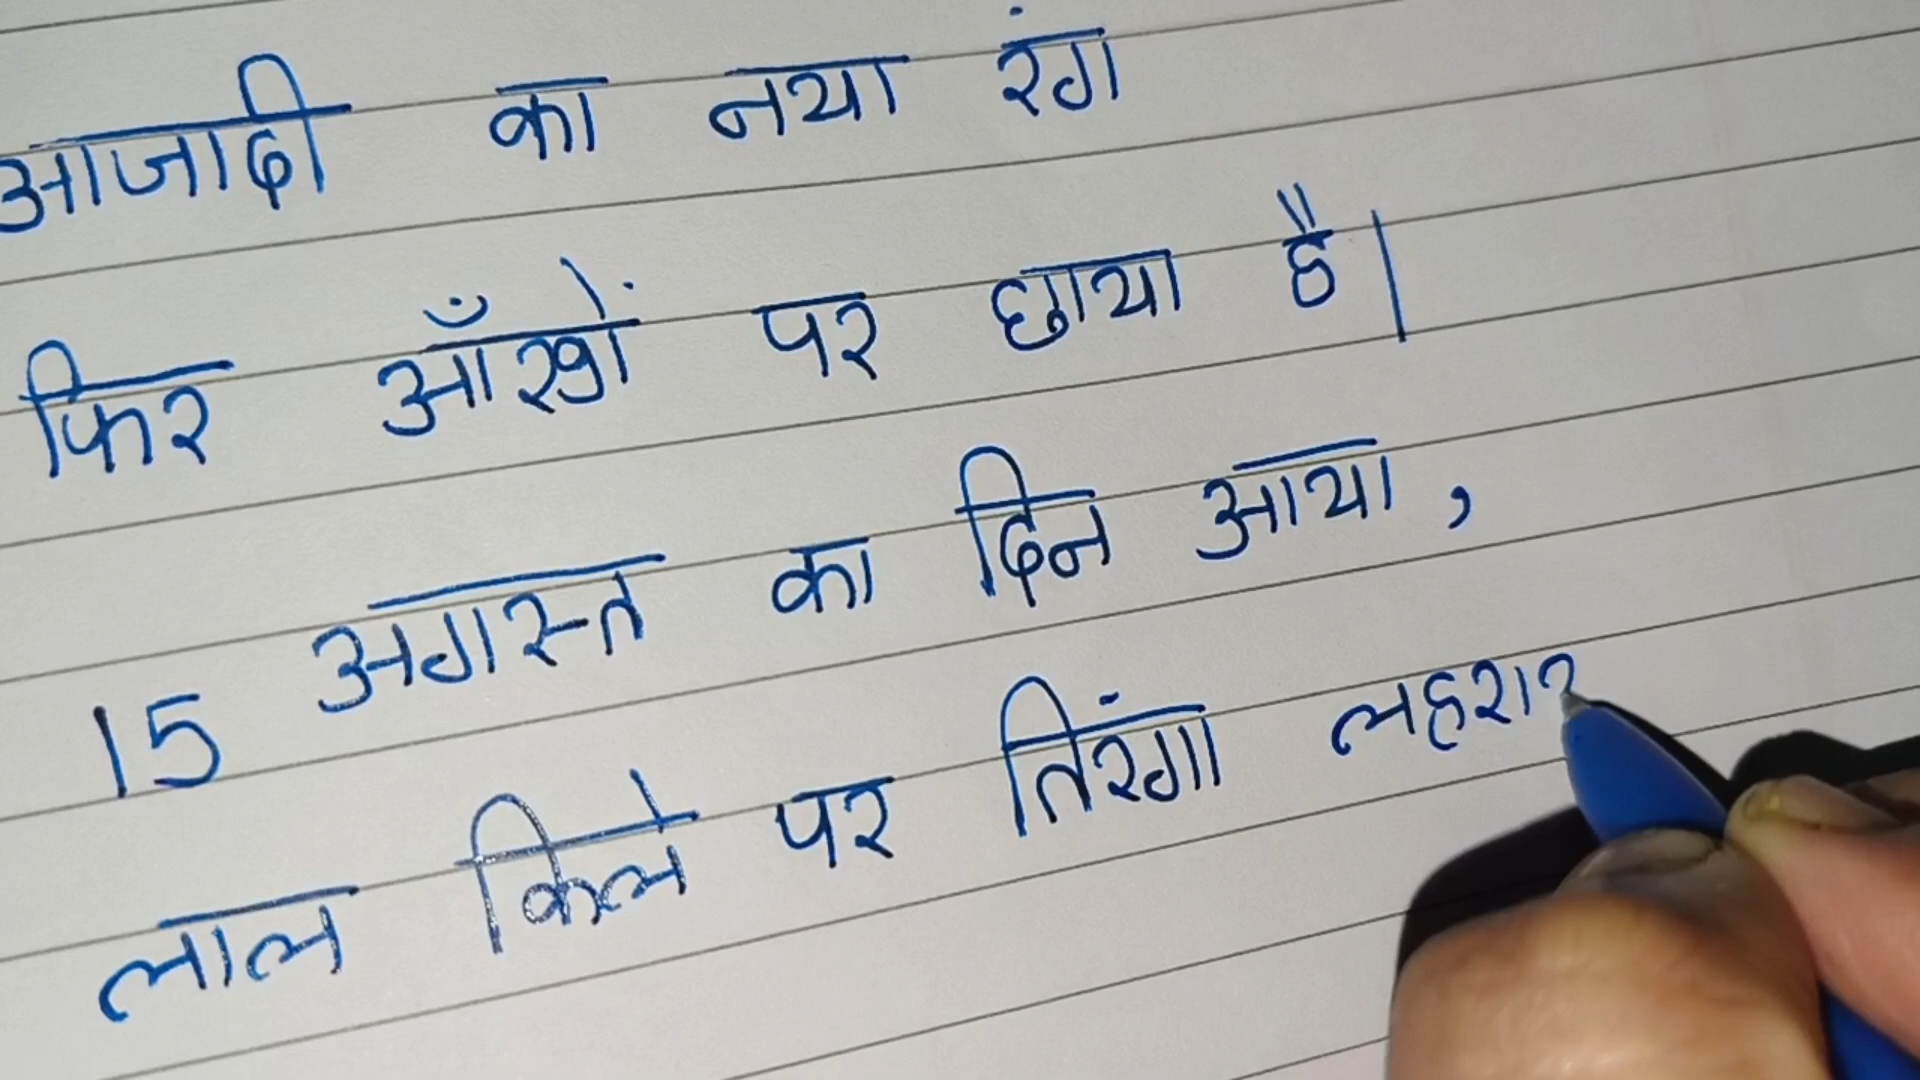 आजादी का नया रंग
फिर आँखों पर छाया है।
15 अगस्त का दिन आया,
लाल किले पर तिरंगा